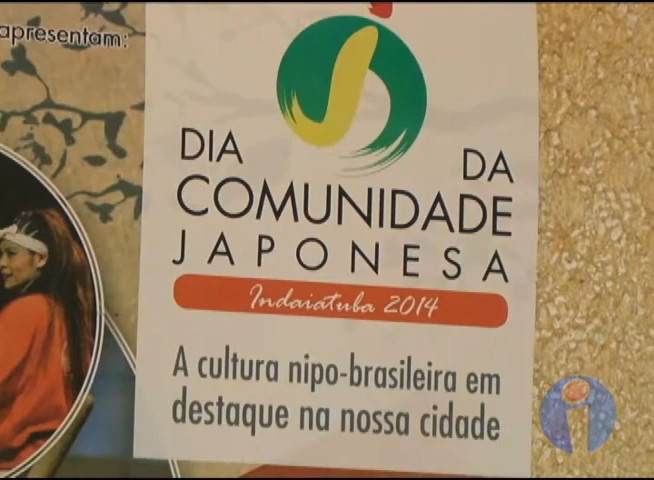 apresentam:
DIA DA
COMUNIDADE
JAPONESA
Indaiatuba 2014
A cultura nipo-brasileira em
destaque na nossa cidade